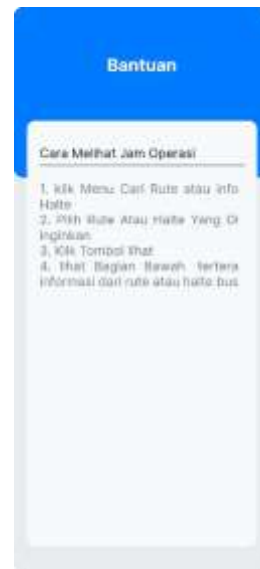 Bantuan
Cara Melihat Jam Operasi
1. klik Menu Cari Rute atau info
Halte
2. Pilih Rute Atau Halte Yang Di
Inginkan
3. Klik Tombol lihat
4. lihat Bagian Bawah tertera
informasi dari rute atau halte bus